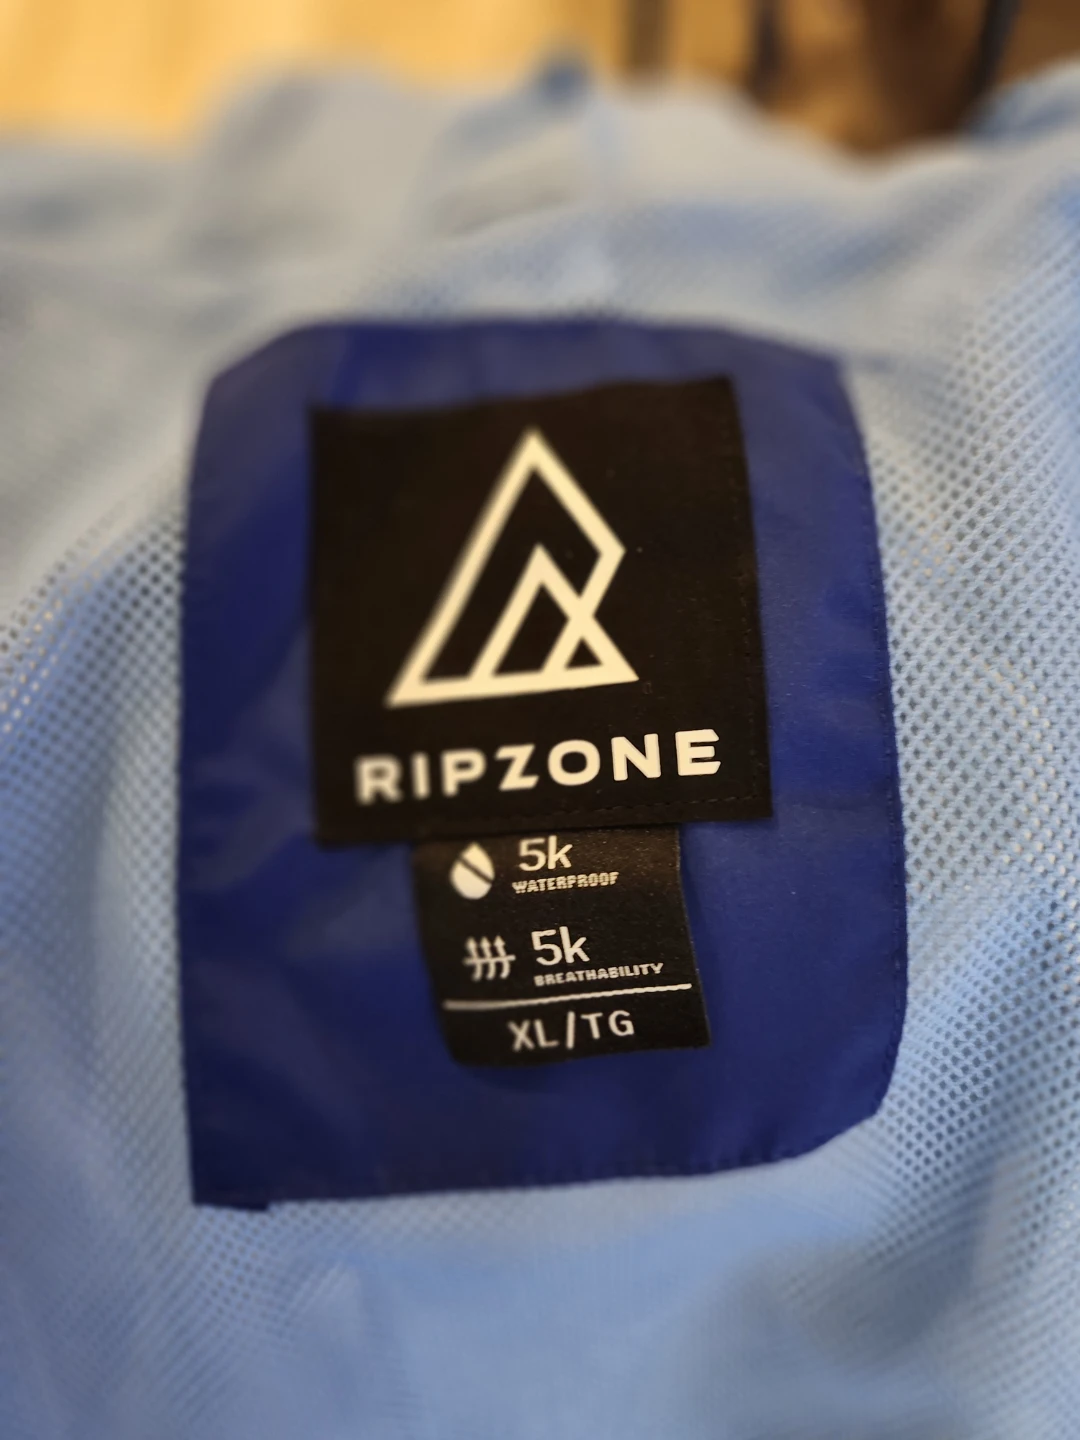 RIPZONE
5k
WATERPROOF
5k
BREATHABILITY
XL/TG